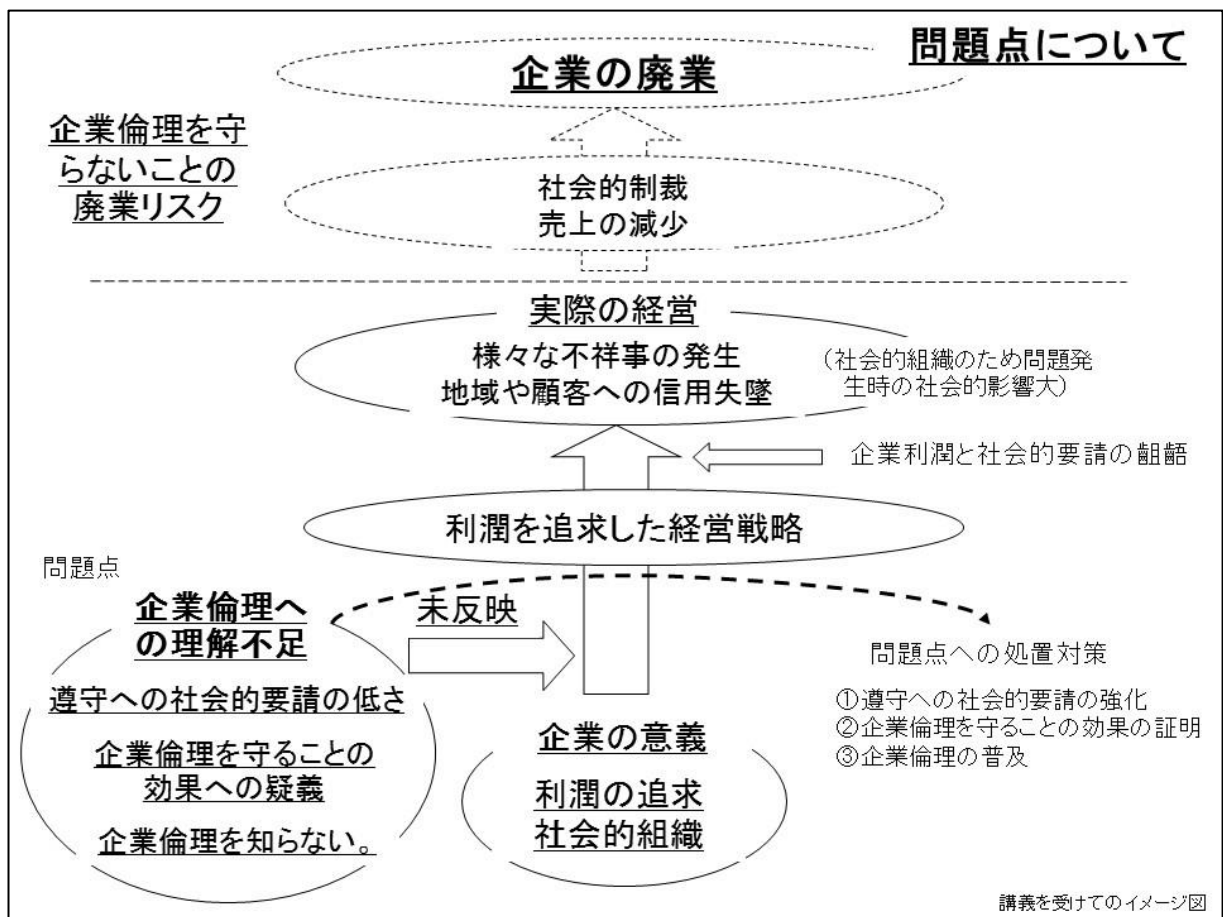 問題点について
企業の廃業
企業倫理を守
らないことの
廃業リスク
社会的制裁
売上の減少
実際の経営
様々な不祥事の発生
地域や顧客への信用失墜
（社会的組織のため問題発
生時の社会的影響大）
企業利潤と社会的要請の齟齬
利潤を追求した経営戦略
問題点
企業倫理へ
の理解不足
遵守への社会的要請の低さ
企業倫理を守ることの
効果への疑義
企業倫理を知らない。
未反映
企業の意義
利潤の追求
社会的組織
問題点への処置対策
①遵守への社会的要請の強化
②企業倫理を守ることの効果の証明
③企業倫理の普及
講義を受けてのイメージ図